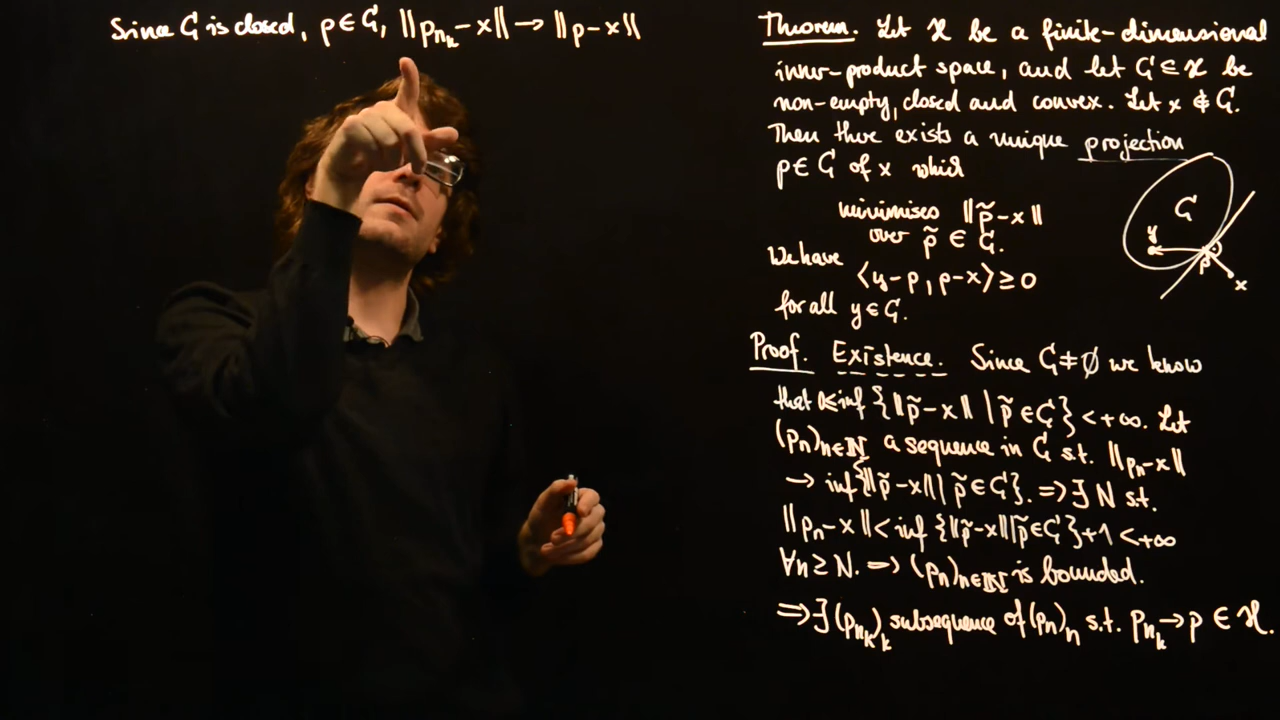 Since C is closed, p ∈ C, ‖p_{n_k}-x‖ → ‖p-x‖
Theorem. Let ℋ be a finite-dimensional
inner-product space, and let C ⊆ ℋ be
non-empty, closed and convex. Let x ∉ C.
Then there exists a unique projection
p ∈ C of x which
minimises ‖p̃-x‖
over p̃ ∈ C.
We have
⟨y-p, p-x⟩ ≥ 0
for all y ∈ C.
C
y
p
x
Proof. Existence. Since C ≠ ∅ we know
that 0≤inf {‖p̃-x‖ | p̃ ∈ C} < +∞. Let
(p_n)_{n∈ℕ} a sequence in C s.t. ‖p_n-x‖
→ inf{‖p̃-x‖ | p̃ ∈ C}. ⇒ ∃ N s.t.
‖p_n-x‖ < inf {‖p̃-x‖ | p̃ ∈ C}+1 < +∞
∀n ≥ N. ⇒ (p_n)_{n∈ℕ} is bounded.
⇒ ∃ (p_{n_k})_k subsequence of (p_n)_n s.t. p_{n_k} → p ∈ ℋ.